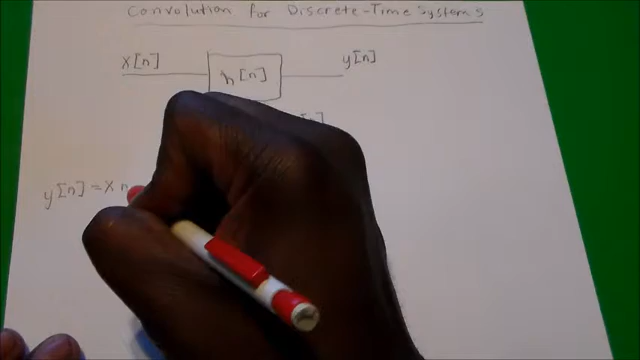 Convolution for Discrete-Time Systems
x[n] h[n] y[n]
[n]
y[n] = x n